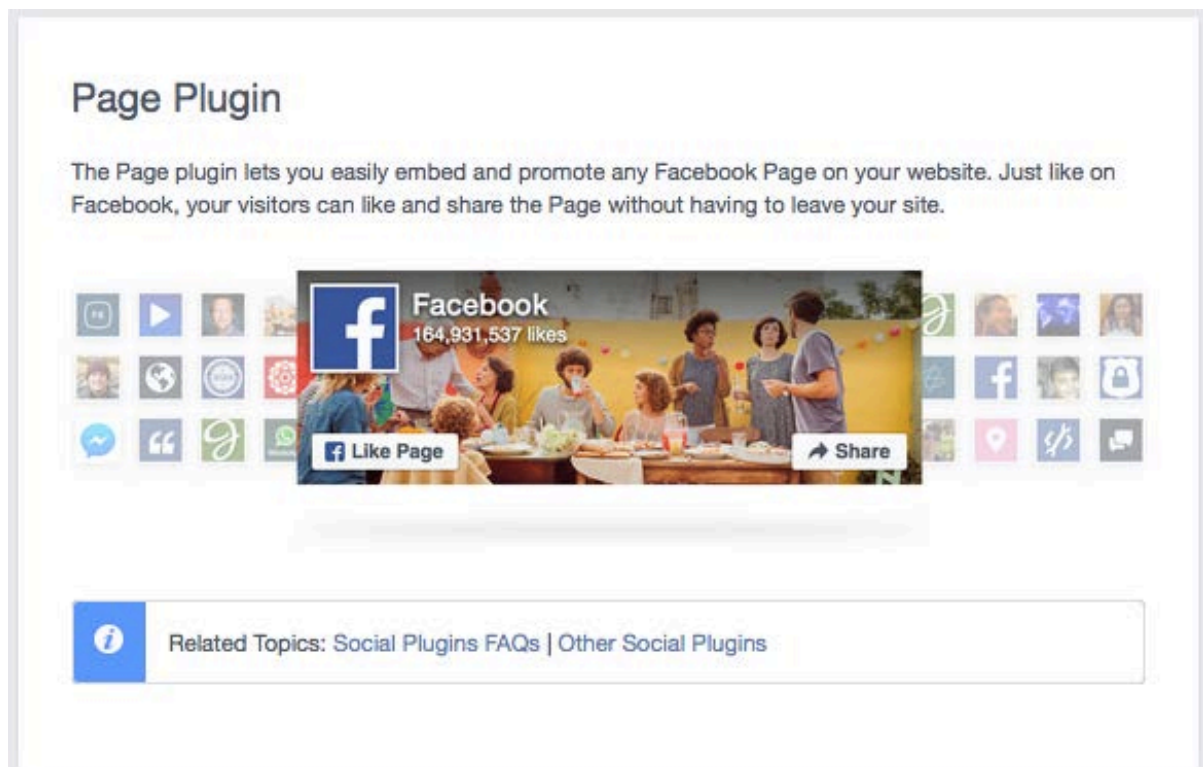 Page Plugin
The Page plugin lets you easily embed and promote any Facebook Page on your website. Just like on
Facebook, your visitors can like and share the Page without having to leave your site.
Facebook
164,931,537 likes
Like Page
Share
Related Topics: Social Plugins FAQs | Other Social Plugins